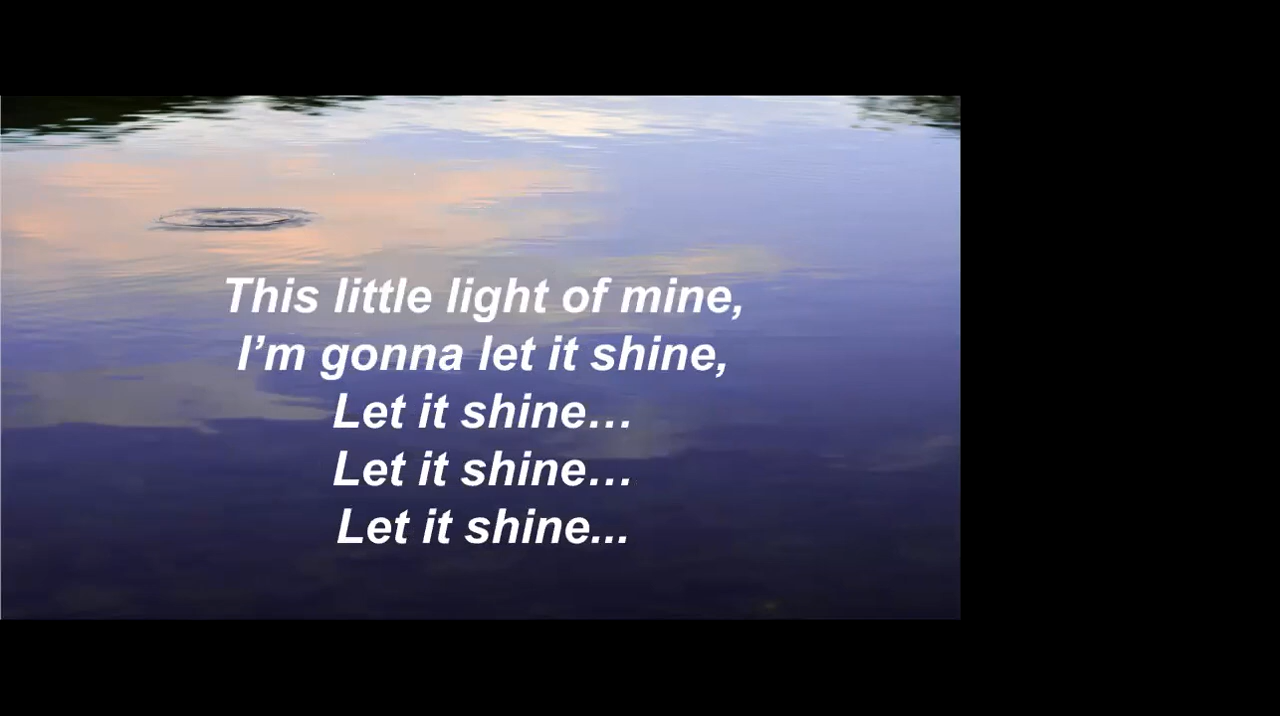 This little light of mine,
I’m gonna let it shine,
Let it shine…
Let it shine…
Let it shine...